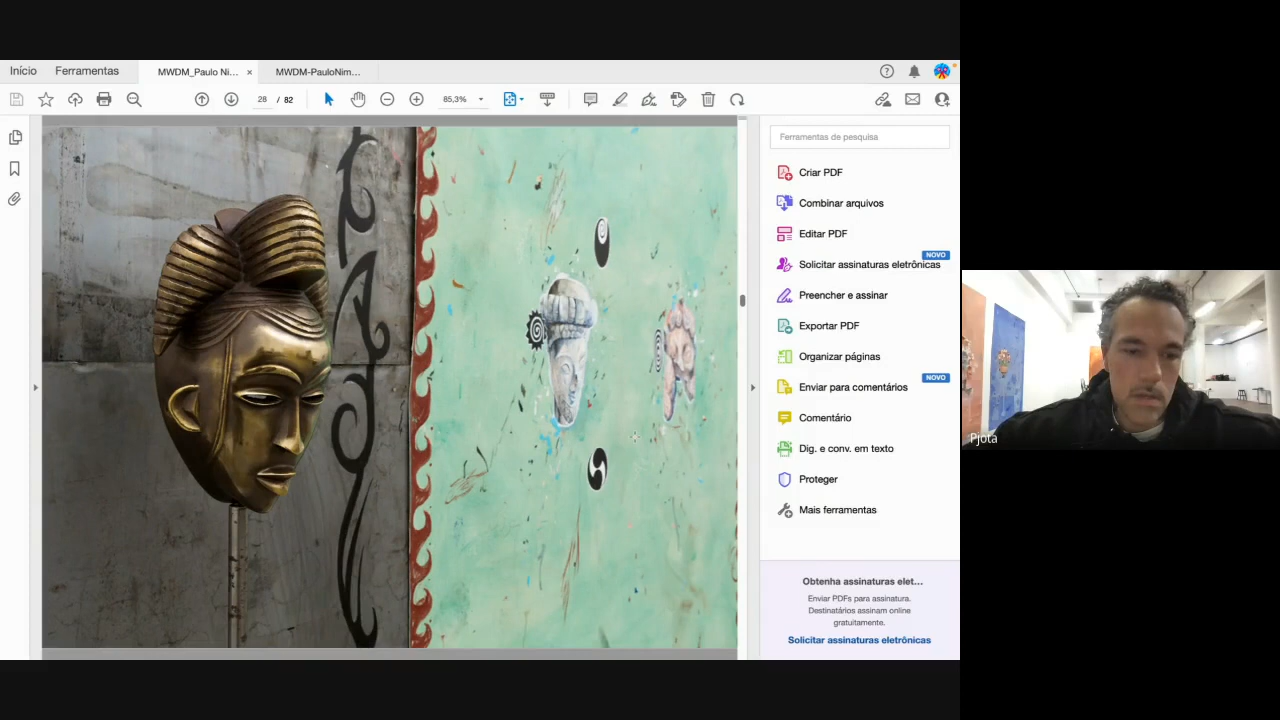 Início Ferramentas MWDM_Paulo Ni... × MWDM-PauloNim...
28 / 82 85,3%
Ferramentas de pesquisa
Criar PDF
Combinar arquivos
Editar PDF
NOVO
Solicitar assinaturas eletrônicas
Preencher e assinar
Exportar PDF
Organizar páginas
NOVO
Enviar para comentários
Comentário
Dig. e conv. em texto
Proteger
Mais ferramentas
Obtenha assinaturas elet...
Enviar PDFs para assinatura.
Destinatários assinam online
gratuitamente.
Solicitar assinaturas eletrônicas
Pjota